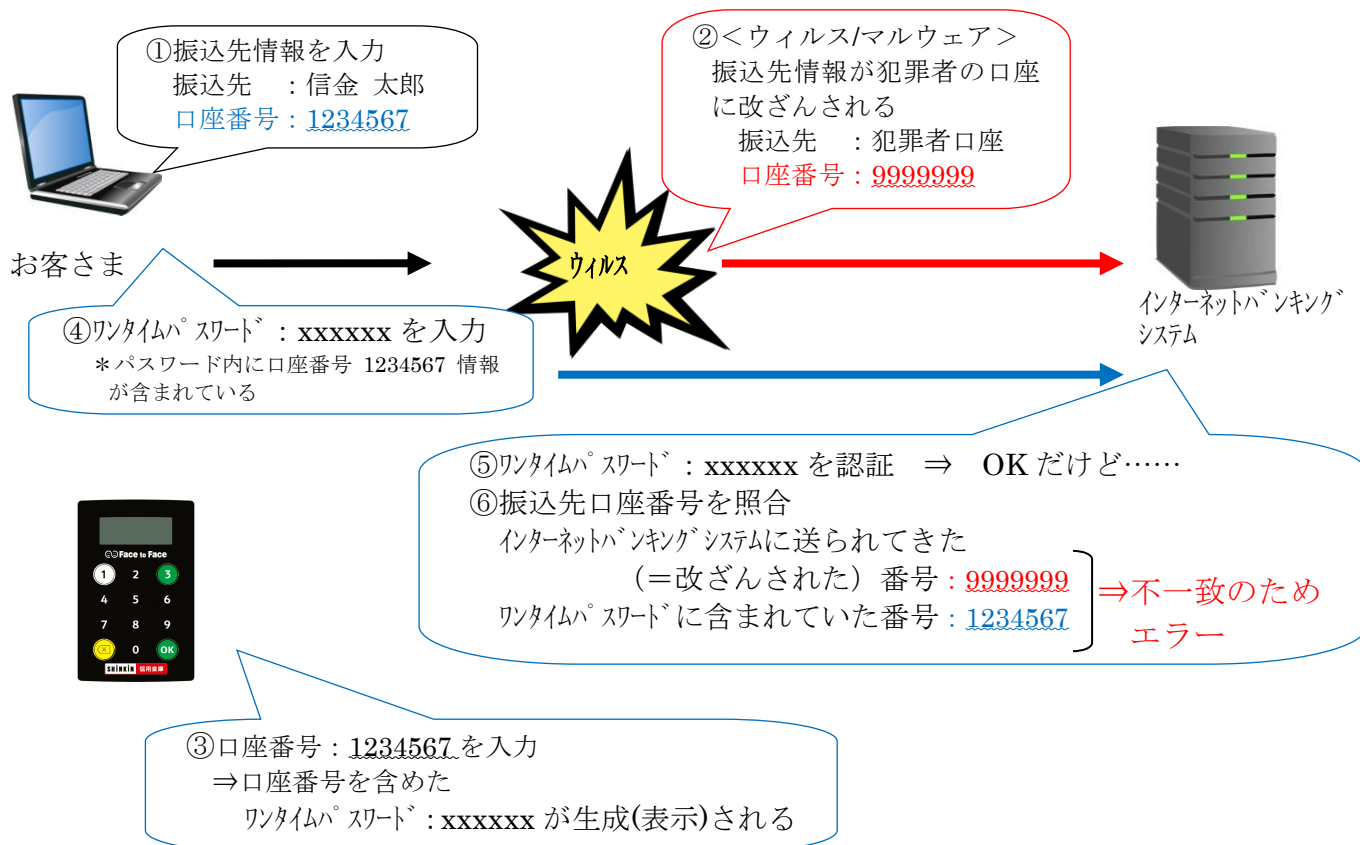 ①振込先情報を入力
振込先　：信金 太郎
口座番号：1234567
②＜ウィルス/マルウェア＞
振込先情報が犯罪者の口座
に改ざんされる
振込先　：犯罪者口座
口座番号：9999999
お客さま
ウィルス
インターネットバンキング
システム
④ワンタイムパスワード：xxxxxx を入力
＊パスワード内に口座番号 1234567 情報
が含まれている
⑤ワンタイムパスワード：xxxxxx を認証　⇒　OK だけど……
⑥振込先口座番号を照合
インターネットバンキングシステムに送られてきた
（＝改ざんされた）番号：9999999
ワンタイムパスワードに含まれていた番号：1234567
⇒不一致のため
エラー
Face to Face
1 2 3
4 5 6
7 8 9
0 OK
SHiNKiN 信用金庫
③口座番号：1234567 を入力
⇒口座番号を含めた
ワンタイムパスワード：xxxxxx が生成(表示)される